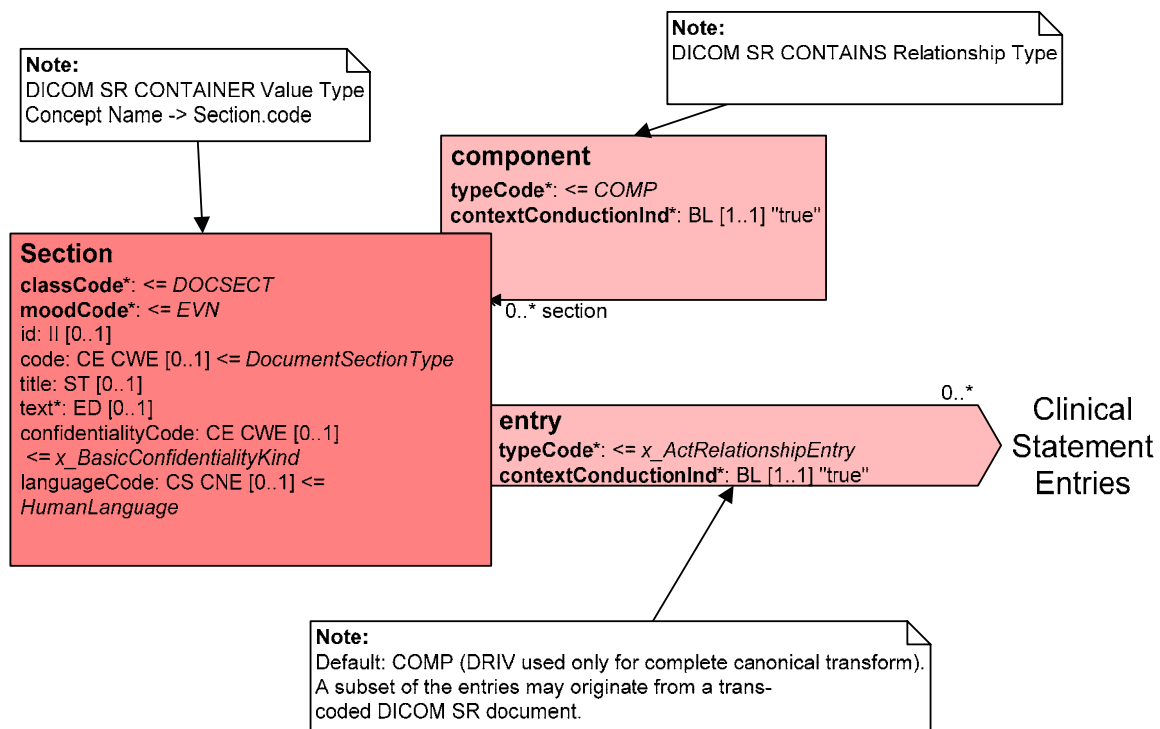 Note:
DICOM SR CONTAINER Value Type
Concept Name -> Section.code
Note:
DICOM SR CONTAINS Relationship Type
component
typeCode*: <= COMP
contextConductionInd*: BL [1..1] "true"
0..* section
Section
classCode*: <= DOCSECT
moodCode*: <= EVN
id: II [0..1]
code: CE CWE [0..1] <= DocumentSectionType
title: ST [0..1]
text*: ED [0..1]
confidentialityCode: CE CWE [0..1]
<= x_BasicConfidentialityKind
languageCode: CS CNE [0..1] <=
HumanLanguage
0..*
entry
typeCode*: <= x_ActRelationshipEntry
contextConductionInd*: BL [1..1] "true"
Clinical
Statement
Entries
Note:
Default: COMP (DRIV used only for complete canonical transform).
A subset of the entries may originate from a trans-
coded DICOM SR document.